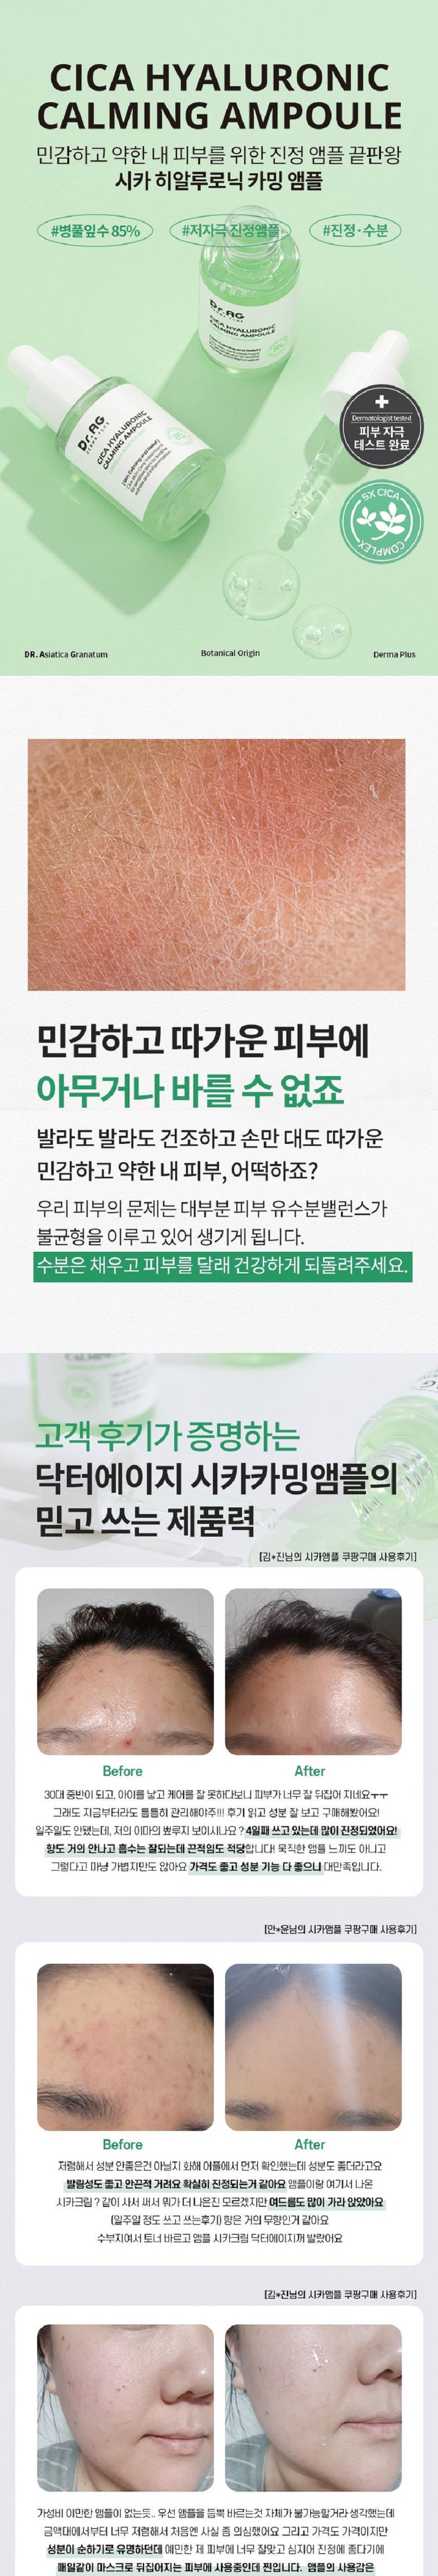 CICA HYALURONIC
CALMING AMPOULE
민감하고 약한 내 피부를 위한 진정 앰플 끝판왕
시카 히알루로닉 카밍 앰플
#병풀잎수 85%
#저자극 진정앰플
#진정·수분
Dr.AG
CICA HYALURONIC
CALMING AMPOULE
Dr.AG
CICA HYALURONIC
CALMING AMPOULE
Dermatologist tested
피부 자극
테스트 완료
5X CICA
COMPLEX
DR. Asiatica Granatum
Botanical Origin
Derma Plus
민감하고 따가운 피부에
아무거나 바를 수 없죠
발라도 발라도 건조하고 손만 대도 따가운
민감하고 약한 내 피부, 어떡하죠?
우리 피부의 문제는 대부분 피부 유수분밸런스가
불균형을 이루고 있어 생기게 됩니다.
수분은 채우고 피부를 달래 건강하게 되돌려주세요.
고객 후기가 증명하는
닥터에이지 시카카밍앰플의
믿고 쓰는 제품력
[김*진님의 시카앰플 쿠팡구매 사용후기]
Before
After
30대 중반이 되고, 아이를 낳고 케어를 잘 못하다보니 피부가 너무 잘 뒤집어 지네요ㅜㅜ
그래도 지금부터라도 틈틈히 관리해야주!!! 후기 읽고 성분 잘 보고 구매해봤어요!
일주일도 안됐는데, 저의 이마의 뾰루지 보이시나요? 4일째 쓰고 있는데 많이 진정되었어요!
향도 거의 안나고 흡수는 잘되는데 끈적임도 적당합니다! 묵직한 앰플 느끼도 아니고
그렇다고 마냥 가볍지만도 않아요 가격도 좋고 성분 기능 다 좋으니 대만족입니다.
[안*윤님의 시카앰플 쿠팡구매 사용후기]
Before
After
저렴해서 성분 안좋은건 아닐지 화해 어플에서 먼저 확인했는데 성분도 좋더라고요
발림성도 좋고 안끈적 거려요 확실히 진정되는거 같아요 앰플이랑 여기서 나온
시카크림? 같이 사서 써서 뭐가 더 나은진 모르겠지만 여드름도 많이 가라 앉았아요
(일주일 정도 쓰고 쓰는후기) 향은 거의 무향인거 같아요
수부지여서 토너 바르고 앰플 시카크림 닥터에이지꺼 발랐어요
[김*진님의 시카앰플 쿠팡구매 사용후기]
가성비 이만한 앰플이 없는듯.. 우선 앰플을 듬뿍 바르는것 자체가 불가능할거라 생각했는데
금액대에서부터 너무 저렴해서 처음엔 사실 좀 의심했어요 그리고 가격도 가격이지만
성분이 순하기로 유명하던데 예민한 제 피부에 너무 잘맞고 심지어 진정에 좋다기에
매일같이 마스크로 뒤집어지는 피부에 사용중인데 찐입니다. 앰플의 사용감은